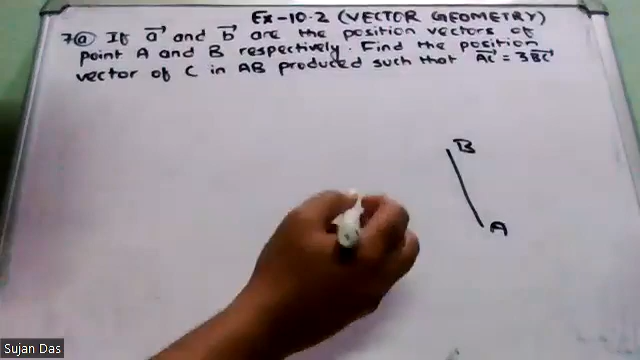 Ex-10.2 (VECTOR GEOMETRY)
7(a) If a⃗ and b⃗ are the position vectors of
point A and B respectively. Find the position
vector of C in AB produced such that AC⃗ = 3BC⃗
B
A
Sujan Das